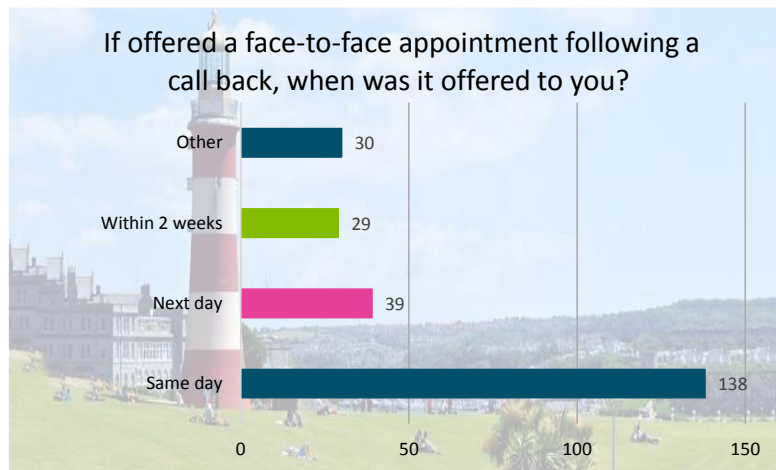 If offered a face-to-face appointment following a
call back, when was it offered to you?
Other 30
Within 2 weeks 29
Next day 39
Same day 138
0 50 100 150